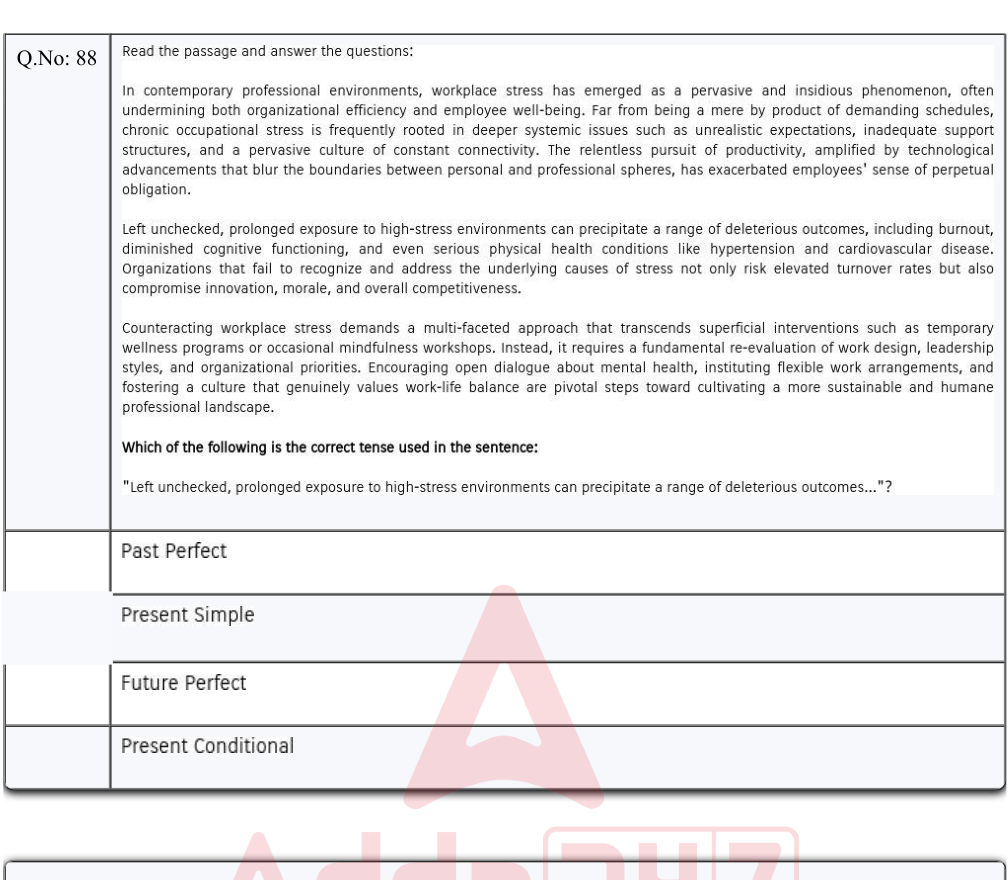 Q.No: 88
Read the passage and answer the questions:
In contemporary professional environments, workplace stress has emerged as a pervasive and insidious phenomenon, often
undermining both organizational efficiency and employee well-being. Far from being a mere by product of demanding schedules,
chronic occupational stress is frequently rooted in deeper systemic issues such as unrealistic expectations, inadequate support
structures, and a pervasive culture of constant connectivity. The relentless pursuit of productivity, amplified by technological
advancements that blur the boundaries between personal and professional spheres, has exacerbated employees' sense of perpetual
obligation.
Left unchecked, prolonged exposure to high-stress environments can precipitate a range of deleterious outcomes, including burnout,
diminished cognitive functioning, and even serious physical health conditions like hypertension and cardiovascular disease.
Organizations that fail to recognize and address the underlying causes of stress not only risk elevated turnover rates but also
compromise innovation, morale, and overall competitiveness.
Counteracting workplace stress demands a multi-faceted approach that transcends superficial interventions such as temporary
wellness programs or occasional mindfulness workshops. Instead, it requires a fundamental re-evaluation of work design, leadership
styles, and organizational priorities. Encouraging open dialogue about mental health, instituting flexible work arrangements, and
fostering a culture that genuinely values work-life balance are pivotal steps toward cultivating a more sustainable and humane
professional landscape.
Which of the following is the correct tense used in the sentence:
"Left unchecked, prolonged exposure to high-stress environments can precipitate a range of deleterious outcomes..."?
Past Perfect
Present Simple
Future Perfect
Present Conditional